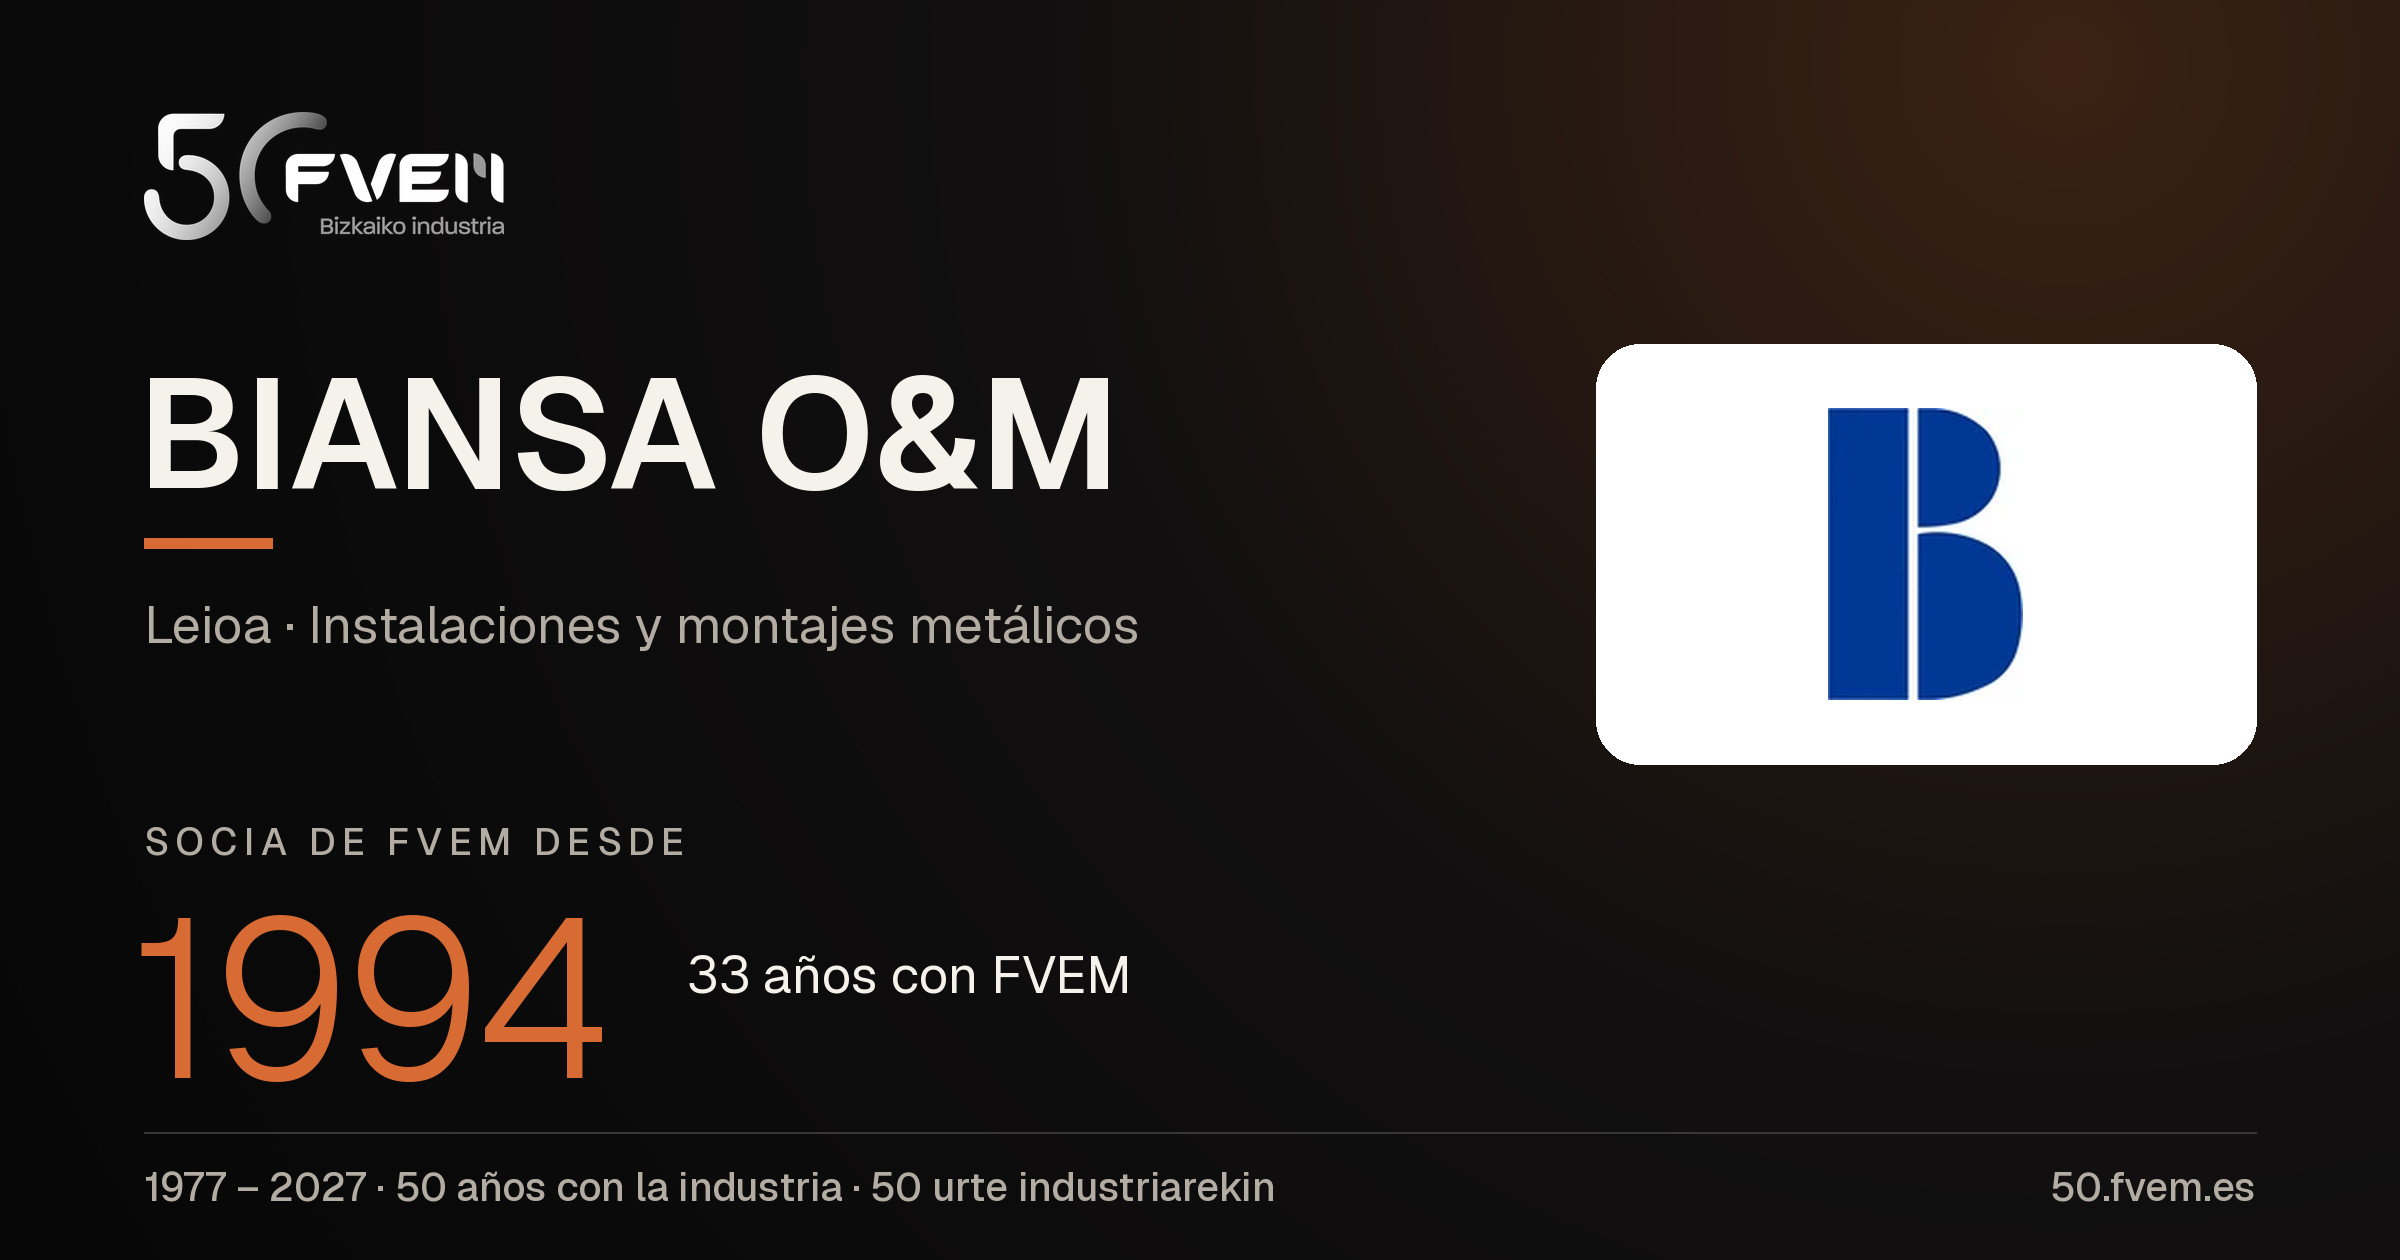 50 FVEM
Bizkaiko industria
BIANSA O&M
Leioa · Instalaciones y montajes metálicos
B
SOCIA DE FVEM DESDE
1994
33 años con FVEM
1977 – 2027 · 50 años con la industria · 50 urte industriarekin
50.fvem.es